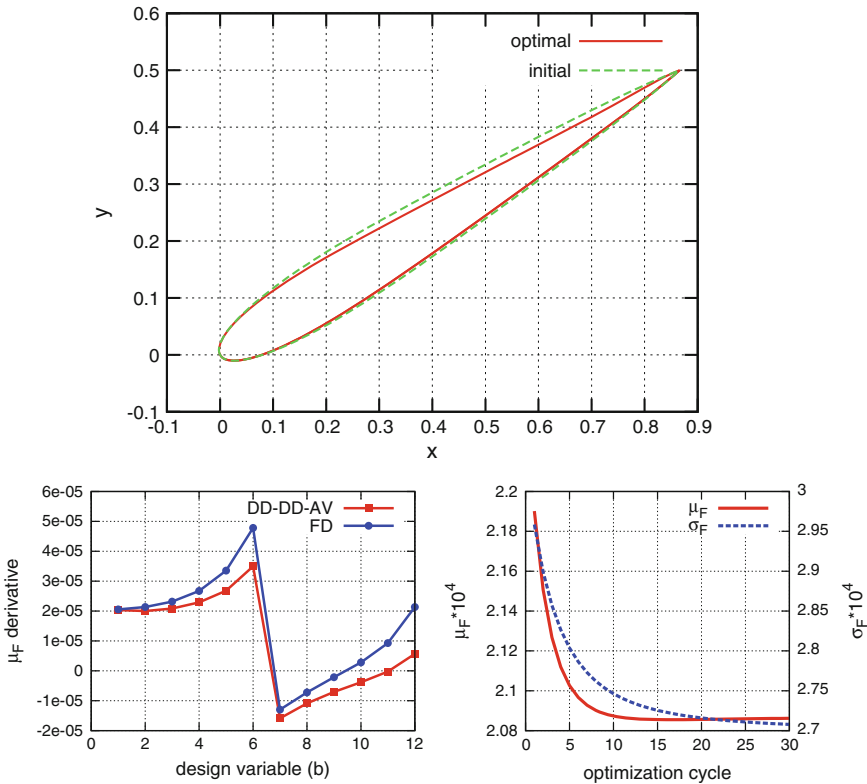 0.6
0.5
0.4
0.3
0.2
0.1
0
-0.1
y
optimal
initial
-0.1 0 0.1 0.2 0.3 0.4 0.5 0.6 0.7 0.8 0.9
x
6e-05
5e-05
4e-05
3e-05
2e-05
1e-05
0
-1e-05
-2e-05
μF derivative
DD-DD-AV
FD
0 2 4 6 8 10 12
design variable (b)
2.2
2.18
2.16
2.14
2.12
2.1
2.08
μF*10^4
μF
σF
3
2.95
2.9
2.85
2.8
2.75
2.7
σF*10^4
0 5 10 15 20 25 30
optimization cycle